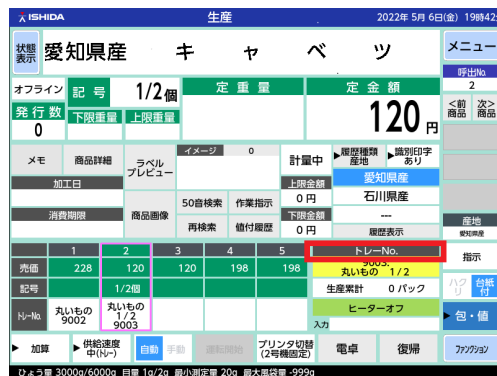 ISHIDA 生産 2022年 5月 6日(金) 19時42
状態表示 愛知県産 キャベツ メニュー
呼出No.
2
オフライン 記号 1/2個 定重量 定金額
120円
<前商品 次>商品
発行数 0 下限重量 上限重量
メモ 商品詳細 ラベルプレビュー イメージ 0 計量中 ▶履歴種類 産地 ▶識別印字 あり
加工日 上限金額 愛知県産
50音検索 作業指示 0 円 石川県産
消費期限 商品画像 下限金額 --- 産地
再検索 値付履歴 0 円 履歴表示 愛知県産
1 2 3 4 5 トレーNo. 指示
売価 228 120 120 198 198 9003:
丸いもの 1/2
記号 1/2個 生産累計 0 パック ハクリ 台紙付
トレーNo. 丸いもの 9002 丸いもの 1/2 9003 ヒーターオフ ▶包・値
入力
▶ 加算 ▶ 供給速度 中(トレー) 自動 手動 運転開始 プリンタ切替 (2号機固定) 電卓 復帰 ファンクション
ひょう量 3000g/6000g 目量 1g/2g 最小測定量 20g 最大風袋量 -999g